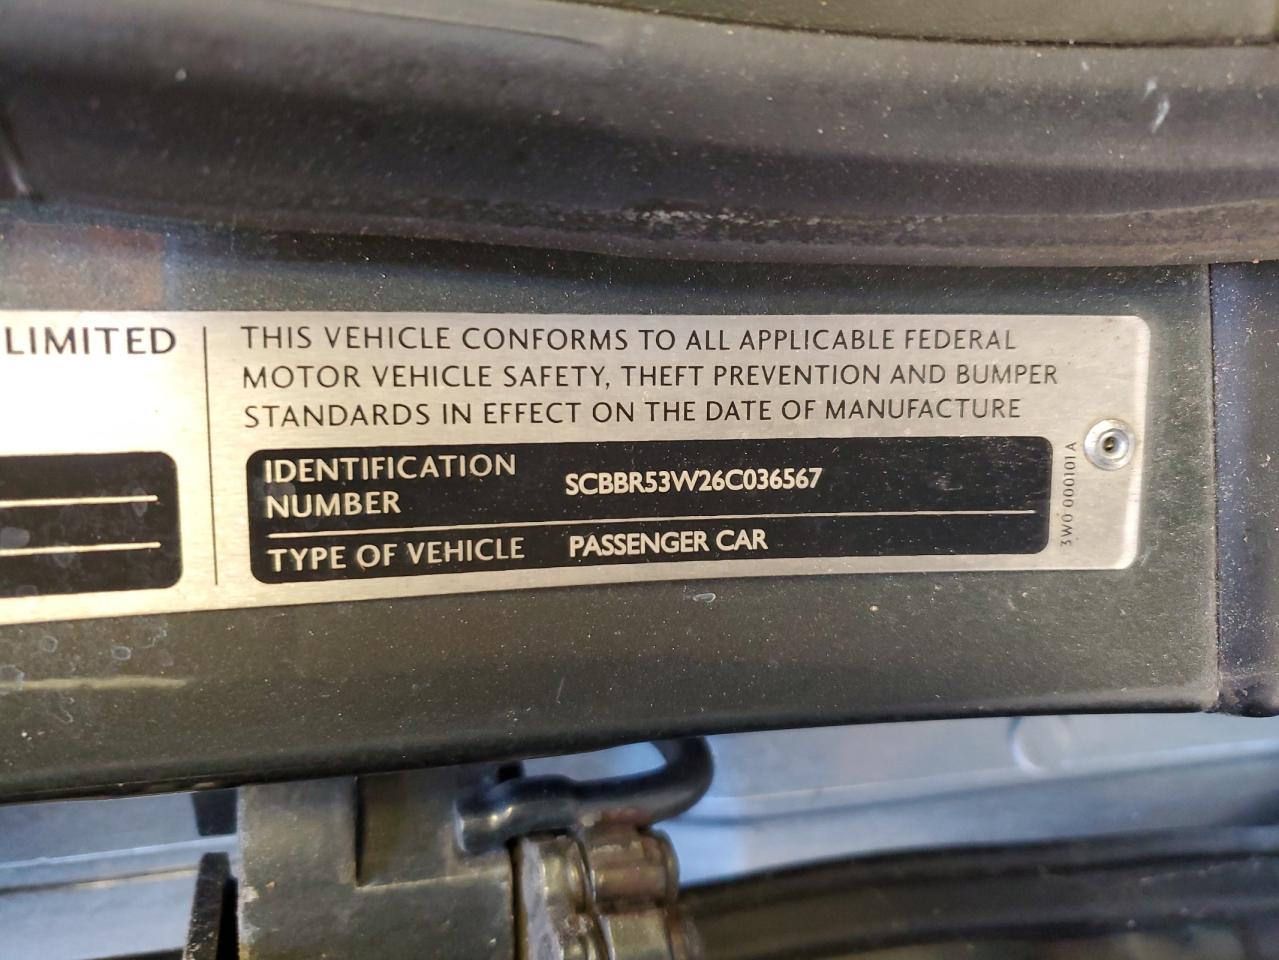 LIMITED
THIS VEHICLE CONFORMS TO ALL APPLICABLE FEDERAL
MOTOR VEHICLE SAFETY, THEFT PREVENTION AND BUMPER
STANDARDS IN EFFECT ON THE DATE OF MANUFACTURE
IDENTIFICATION
NUMBER
SCBBR53W26C036567
TYPE OF VEHICLE PASSENGER CAR
3W0 000101 A